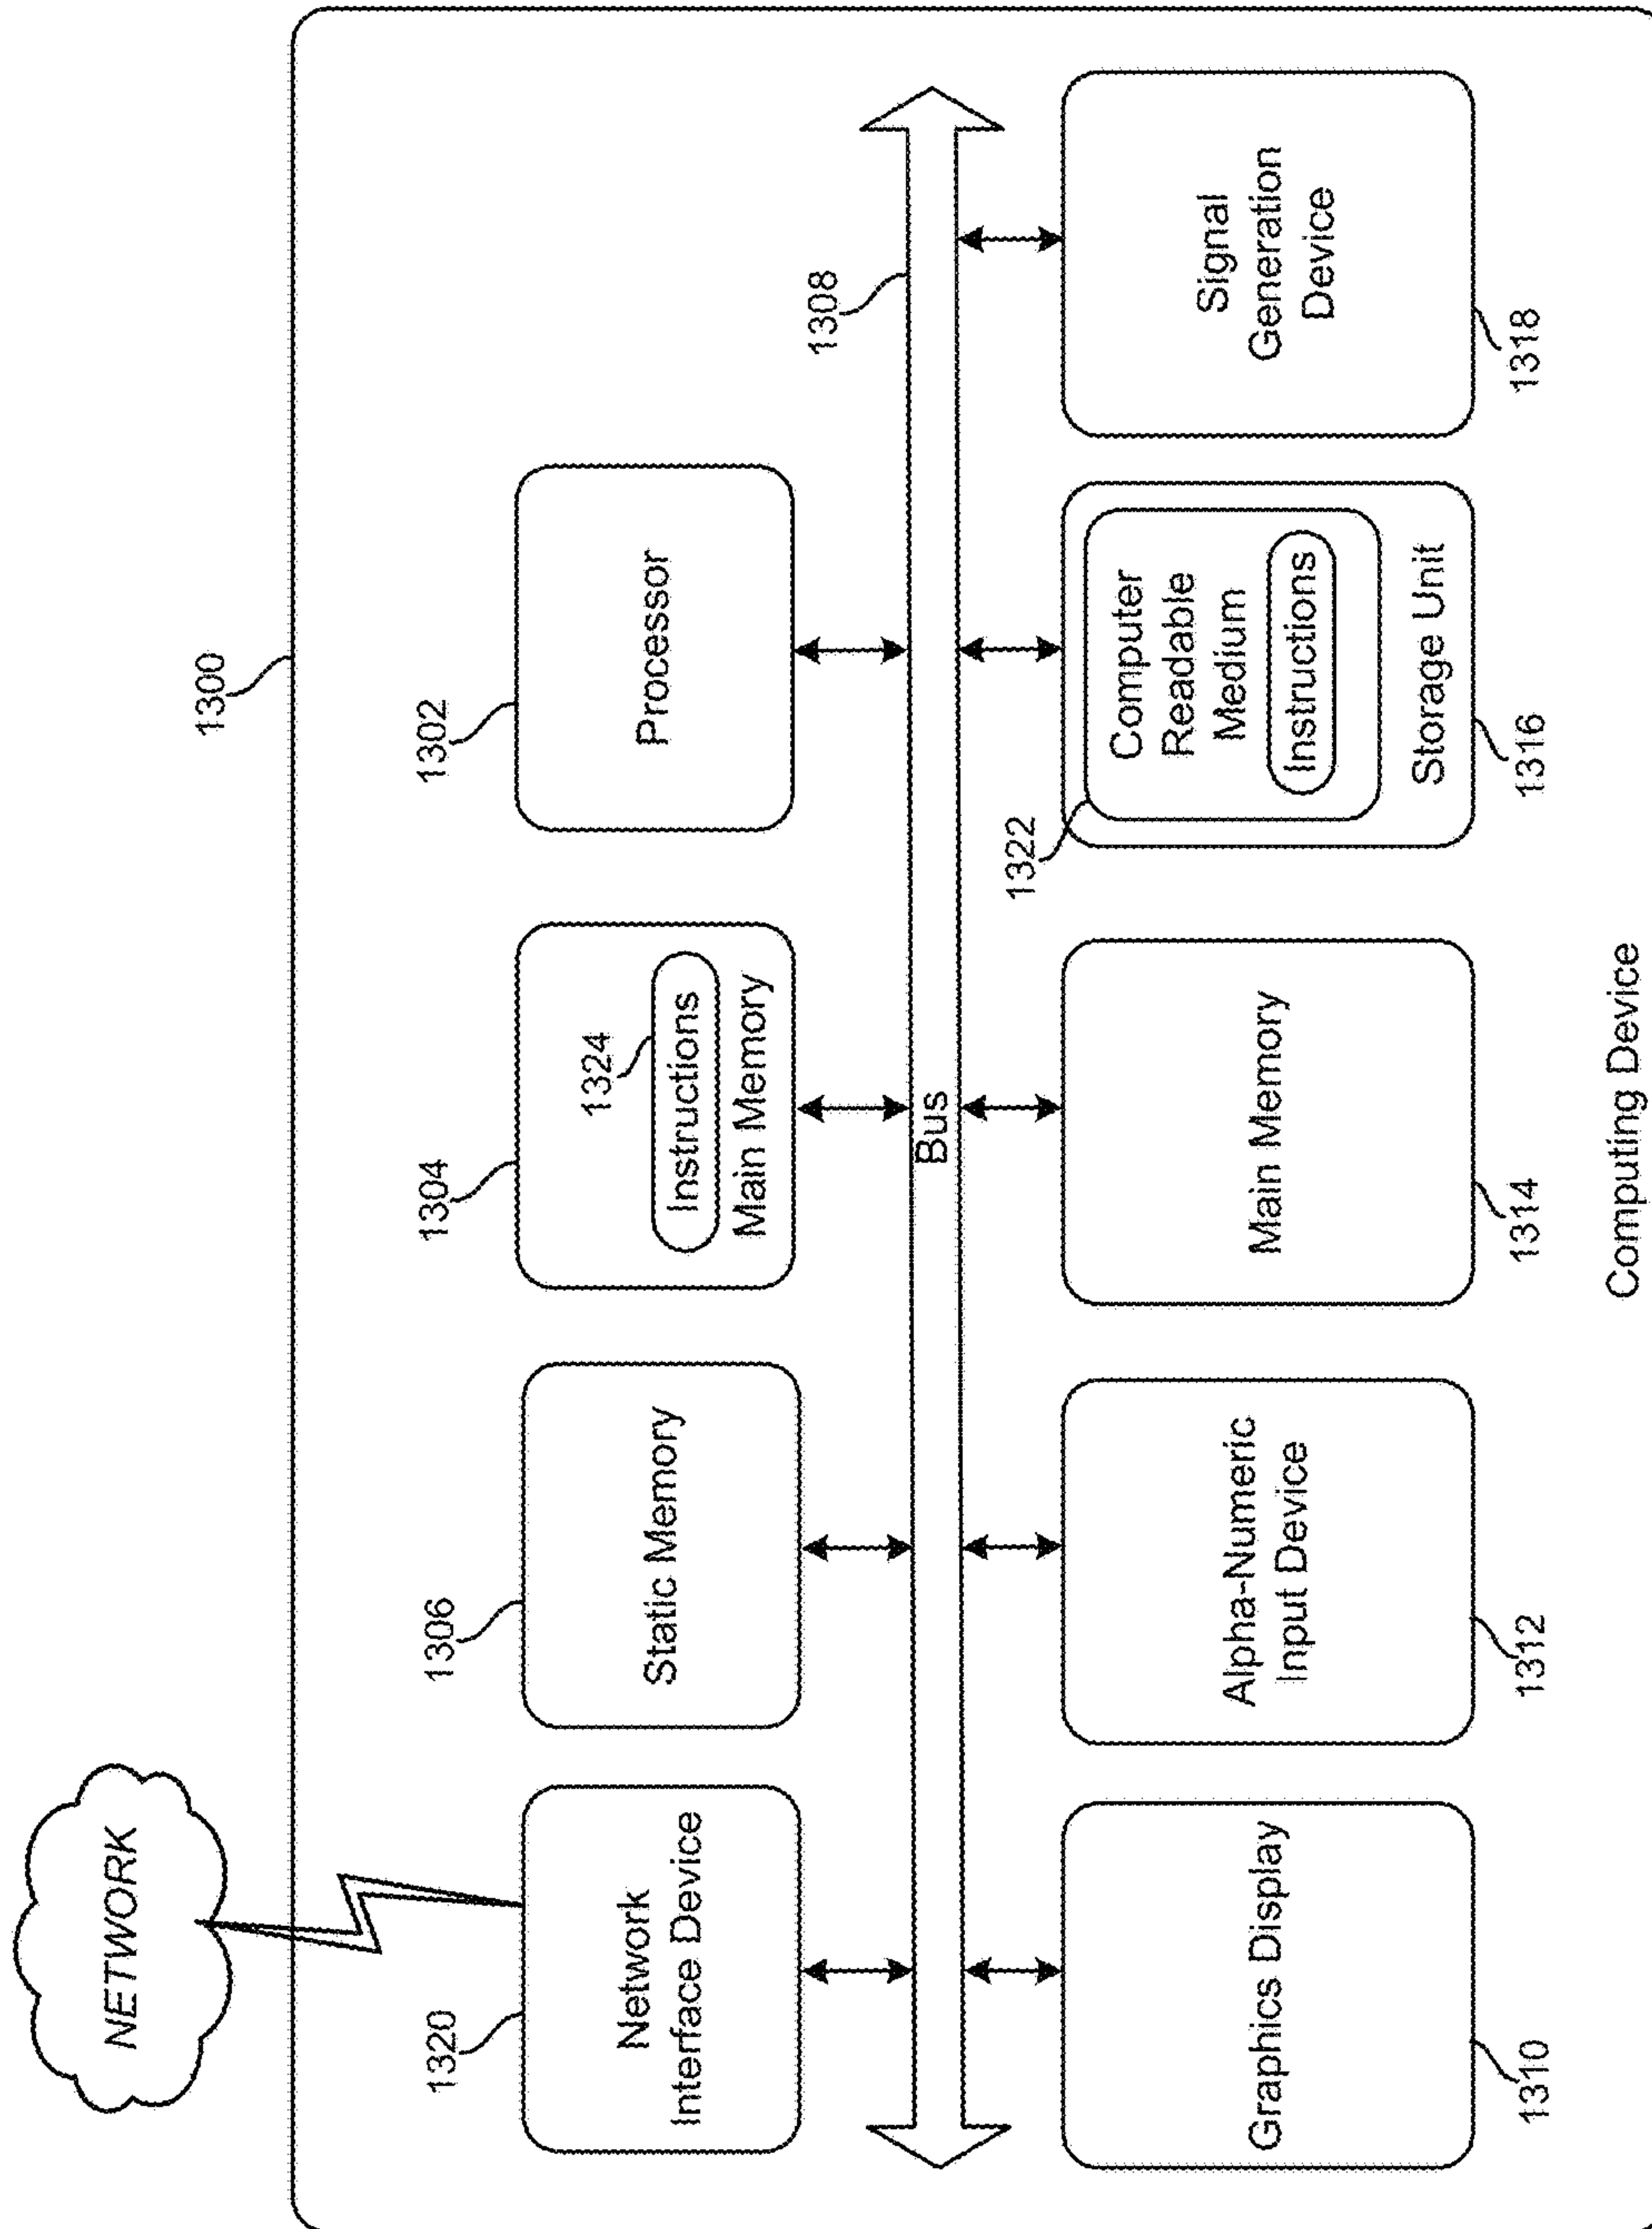 NETWORK
1300
1320
Network
Interface Device
1306
Static Memory
1304
1324
Instructions
Main Memory
1302
Processor
1308
Bus
Graphics Display
1310
Alpha-Numeric
Input Device
1312
Main Memory
1314
1322
Computer
Readable
Medium
Instructions
Storage Unit
1316
Signal
Generation
Device
1318
Computing Device